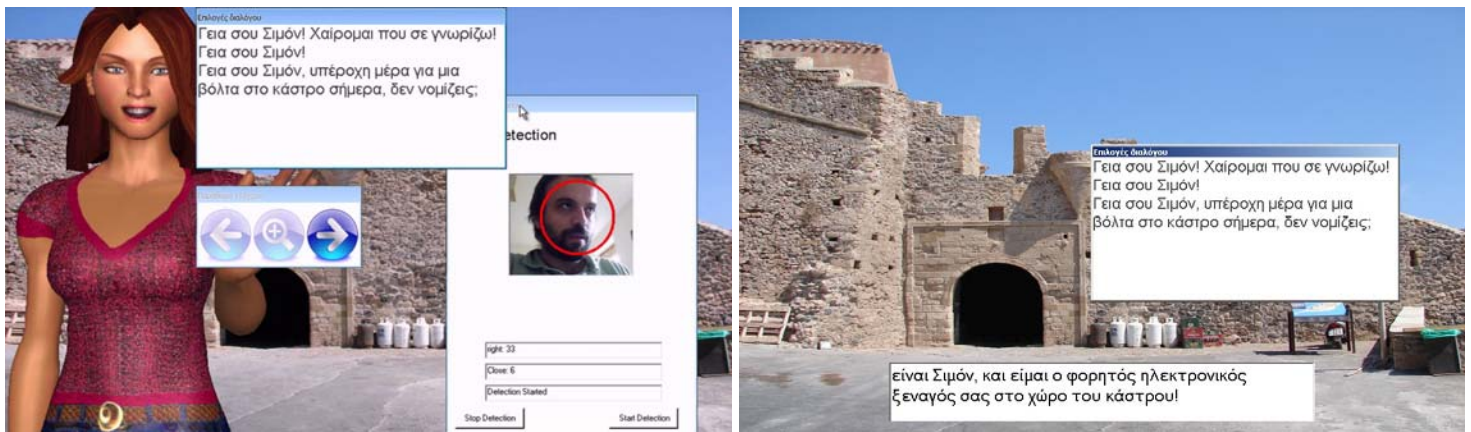 Επιλογές διαλόγου
Γεια σου Σιμόν! Χαίρομαι που σε γνωρίζω!
Γεια σου Σιμόν!
Γεια σου Σιμόν, υπέροχη μέρα για μια
βόλτα στο κάστρο σήμερα, δεν νομίζεις;
etection
right: 33
Close: 6
Detection Started
Stop Detection
Start Detection
Επιλογές διαλόγου
Γεια σου Σιμόν! Χαίρομαι που σε γνωρίζω!
Γεια σου Σιμόν!
Γεια σου Σιμόν, υπέροχη μέρα για μια
βόλτα στο κάστρο σήμερα, δεν νομίζεις;
είναι Σιμόν, και είμαι ο φορητός ηλεκτρονικός
ξεναγός σας στο χώρο του κάστρου!